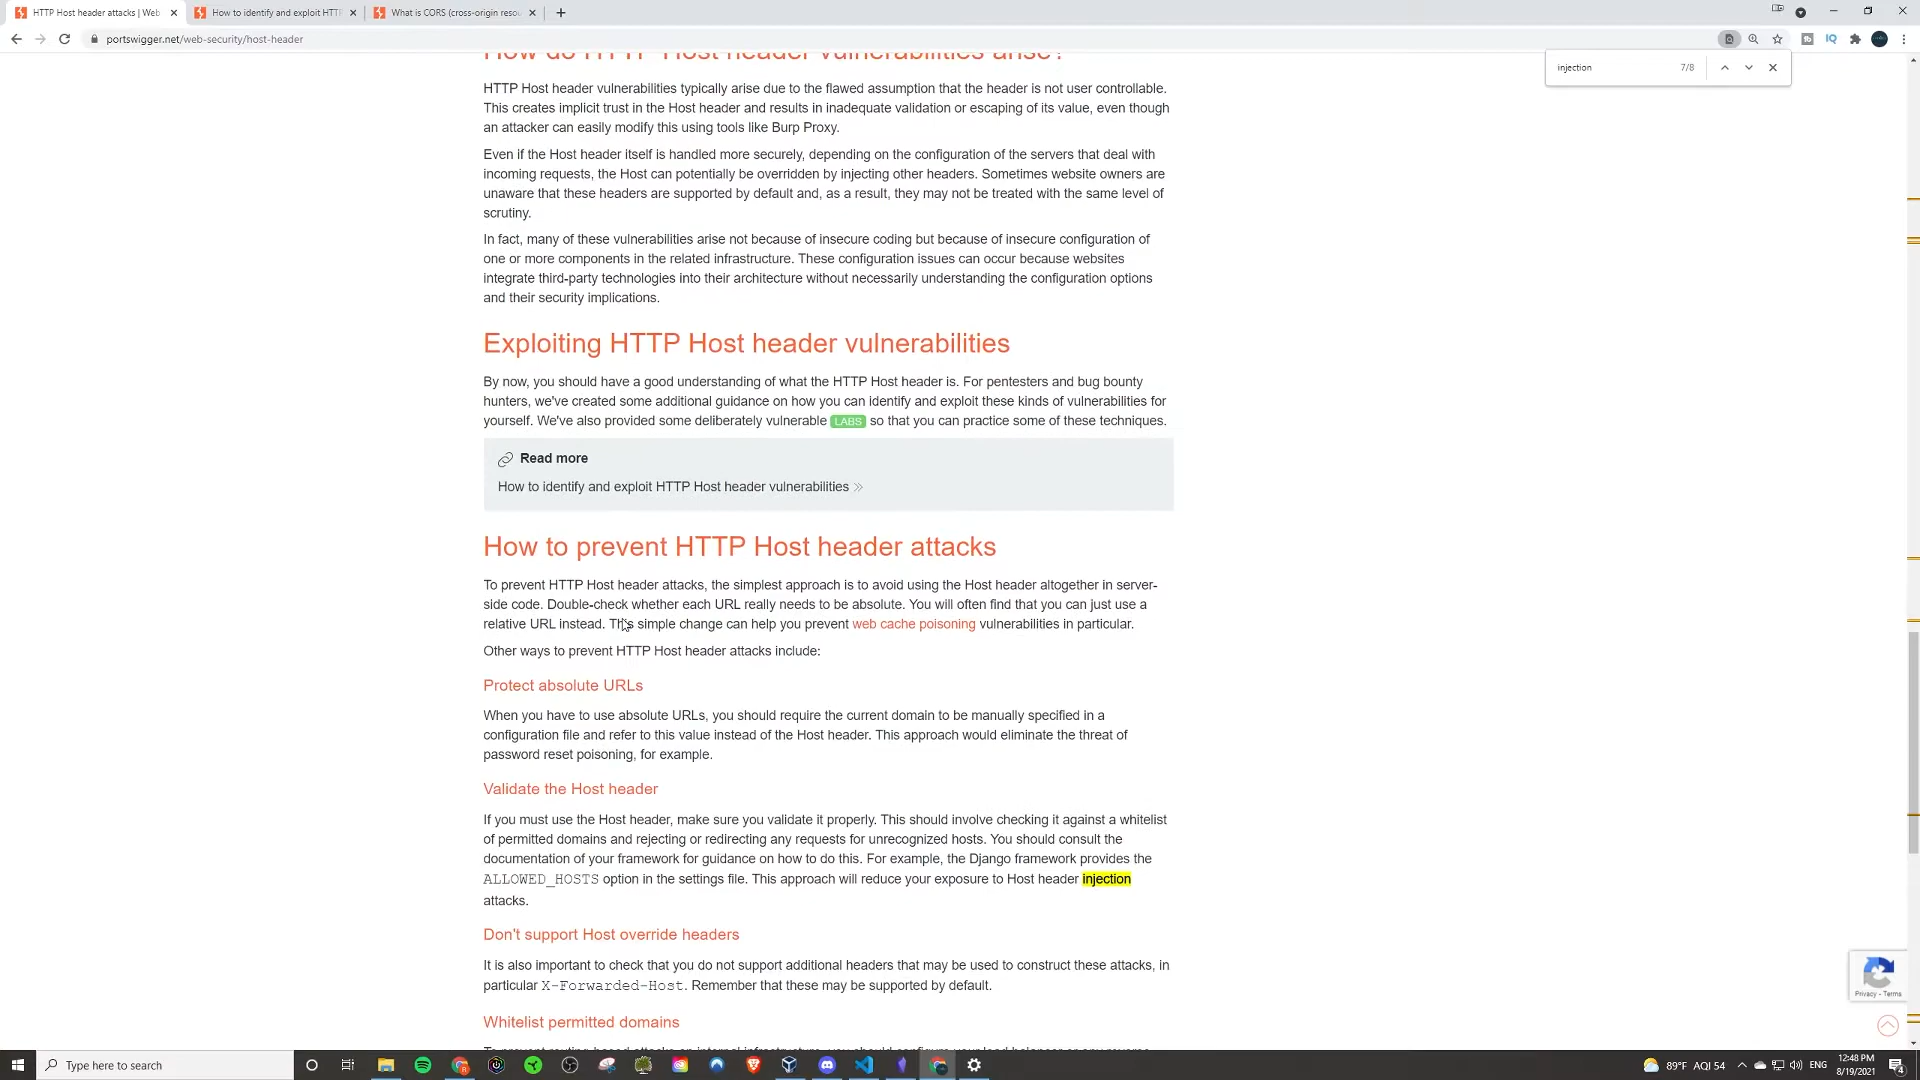 HTTP Host header attacks | Web
How to identify and exploit HTTP
What is CORS (cross-origin reso
portswigger.net/web-security/host-header
injection
7/8
How do HTTP Host header vulnerabilities arise?
HTTP Host header vulnerabilities typically arise due to the flawed assumption that the header is not user controllable.
This creates implicit trust in the Host header and results in inadequate validation or escaping of its value, even though
an attacker can easily modify this using tools like Burp Proxy.
Even if the Host header itself is handled more securely, depending on the configuration of the servers that deal with
incoming requests, the Host can potentially be overridden by injecting other headers. Sometimes website owners are
unaware that these headers are supported by default and, as a result, they may not be treated with the same level of
scrutiny.
In fact, many of these vulnerabilities arise not because of insecure coding but because of insecure configuration of
one or more components in the related infrastructure. These configuration issues can occur because websites
integrate third-party technologies into their architecture without necessarily understanding the configuration options
and their security implications.
Exploiting HTTP Host header vulnerabilities
By now, you should have a good understanding of what the HTTP Host header is. For pentesters and bug bounty
hunters, we've created some additional guidance on how you can identify and exploit these kinds of vulnerabilities for
yourself. We've also provided some deliberately vulnerable LABS so that you can practice some of these techniques.
Read more
How to identify and exploit HTTP Host header vulnerabilities >>
How to prevent HTTP Host header attacks
To prevent HTTP Host header attacks, the simplest approach is to avoid using the Host header altogether in server-
side code. Double-check whether each URL really needs to be absolute. You will often find that you can just use a
relative URL instead. This simple change can help you prevent web cache poisoning vulnerabilities in particular.
Other ways to prevent HTTP Host header attacks include:
Protect absolute URLs
When you have to use absolute URLs, you should require the current domain to be manually specified in a
configuration file and refer to this value instead of the Host header. This approach would eliminate the threat of
password reset poisoning, for example.
Validate the Host header
If you must use the Host header, make sure you validate it properly. This should involve checking it against a whitelist
of permitted domains and rejecting or redirecting any requests for unrecognized hosts. You should consult the
documentation of your framework for guidance on how to do this. For example, the Django framework provides the
ALLOWED_HOSTS option in the settings file. This approach will reduce your exposure to Host header injection
attacks.
Don't support Host override headers
It is also important to check that you do not support additional headers that may be used to construct these attacks, in
particular X-Forwarded-Host. Remember that these may be supported by default.
Whitelist permitted domains
Privacy - Terms
Type here to search
89°F AQI 54
ENG
12:48 PM
8/19/2021